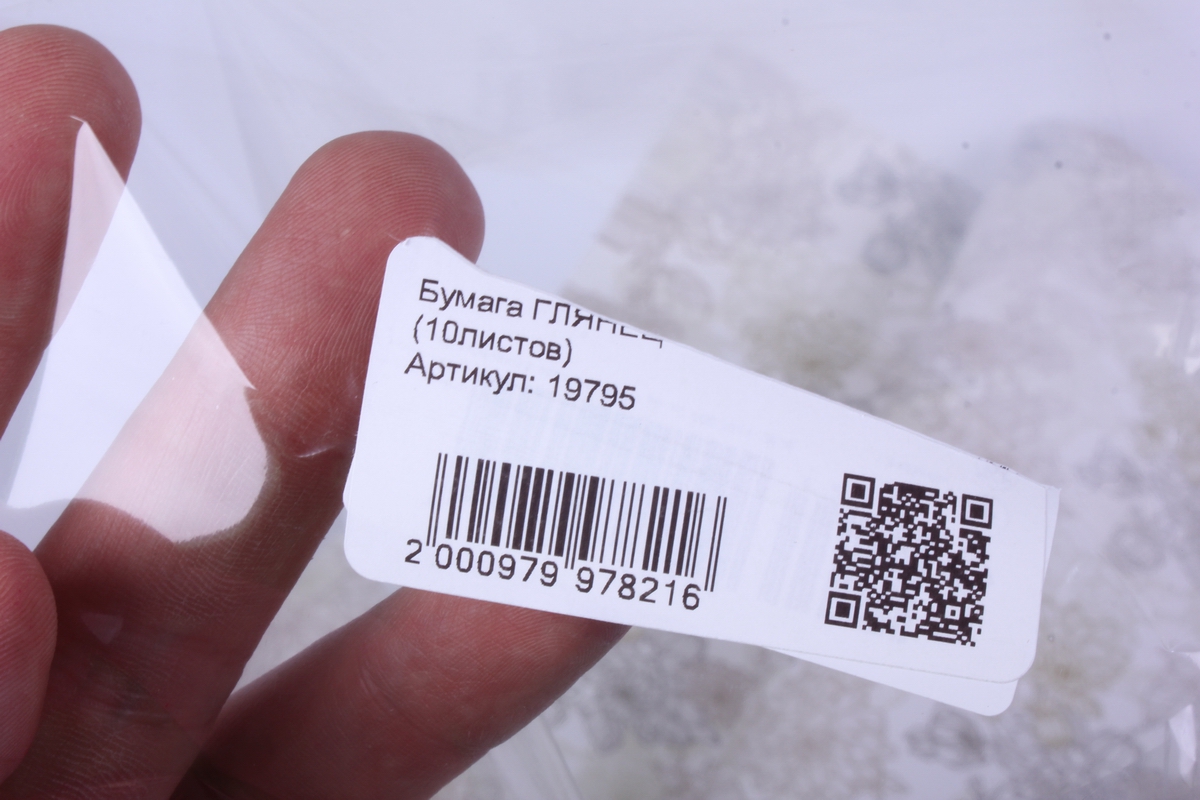 Бумага ГЛЯНЕЦ
(10листов)
Артикул: 19795
2 000979 978216